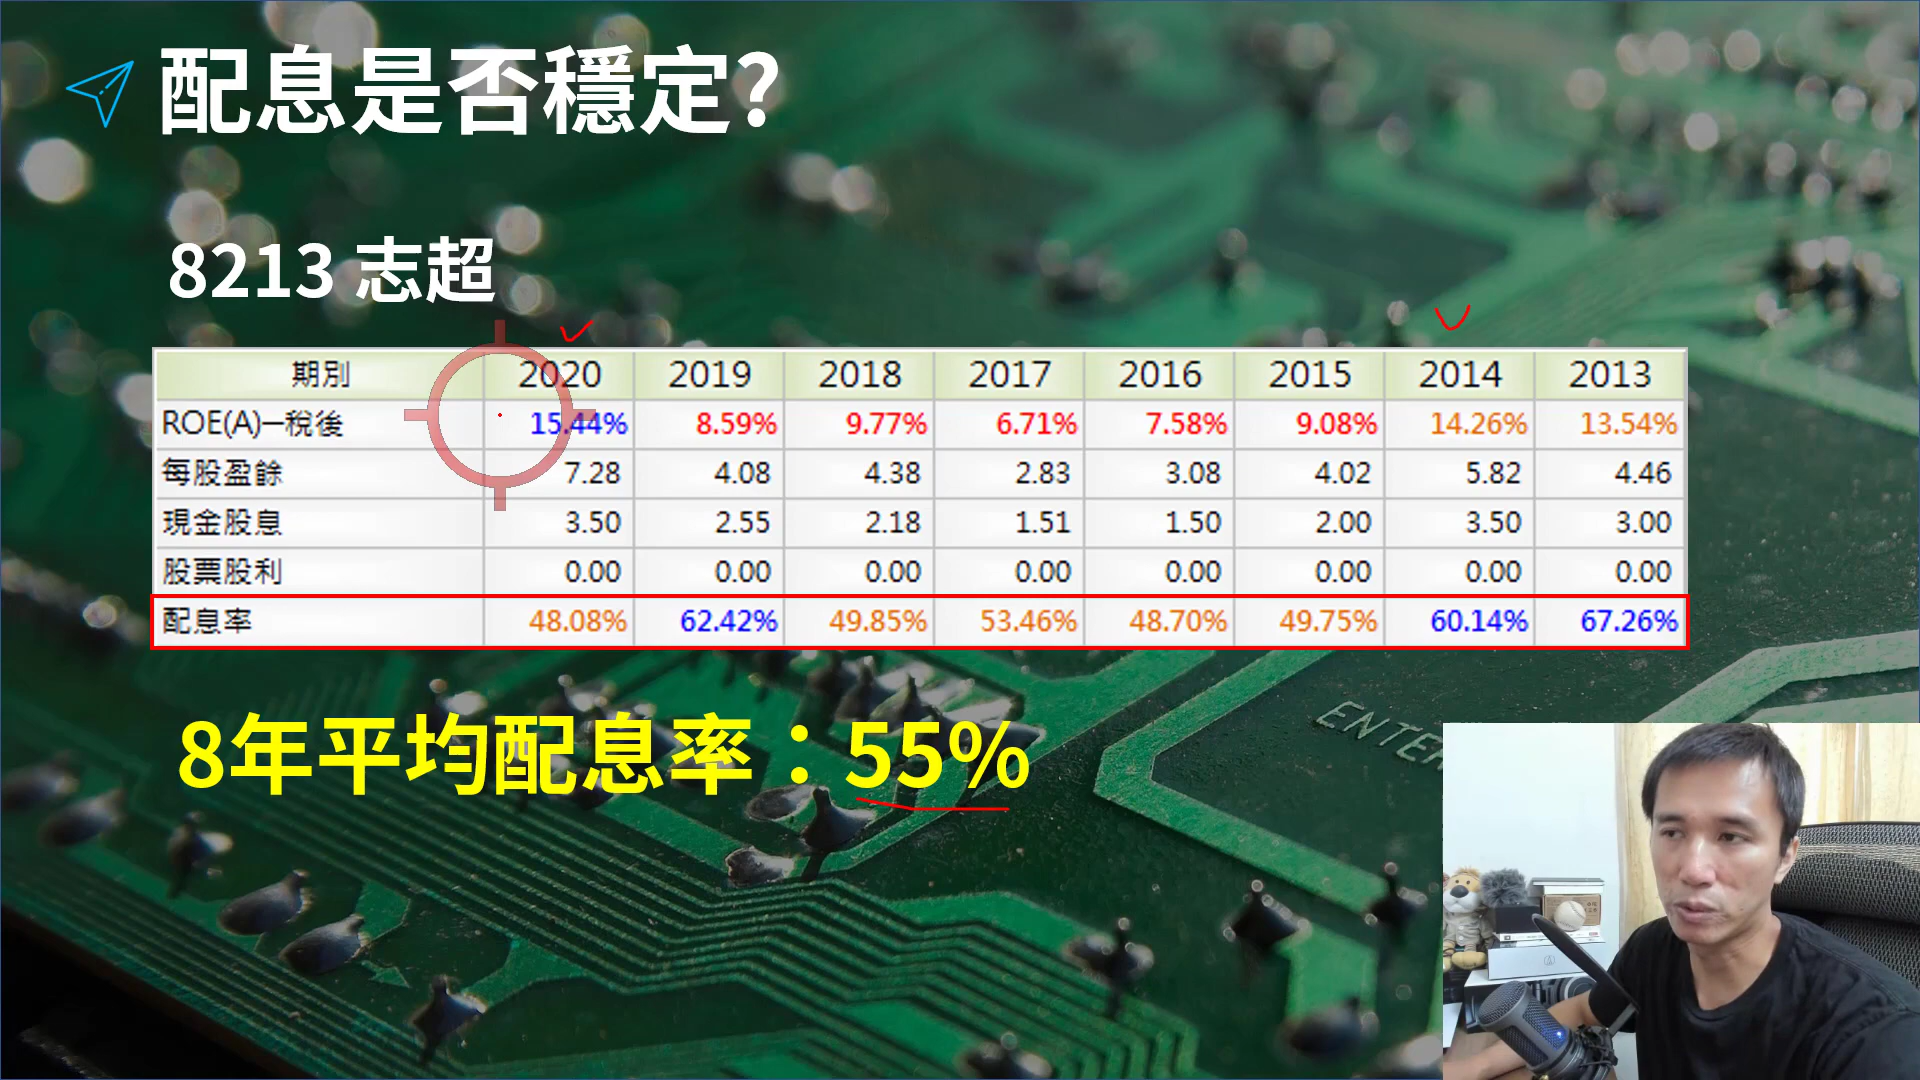 配息是否穩定?
8213 志超
期別 2020 2019 2018 2017 2016 2015 2014 2013
ROE(A)─稅後 15.44% 8.59% 9.77% 6.71% 7.58% 9.08% 14.26% 13.54%
每股盈餘 7.28 4.08 4.38 2.83 3.08 4.02 5.82 4.46
現金股息 3.50 2.55 2.18 1.51 1.50 2.00 3.50 3.00
股票股利 0.00 0.00 0.00 0.00 0.00 0.00 0.00 0.00
配息率 48.08% 62.42% 49.85% 53.46% 48.70% 49.75% 60.14% 67.26%
8年平均配息率：55%
ENTER